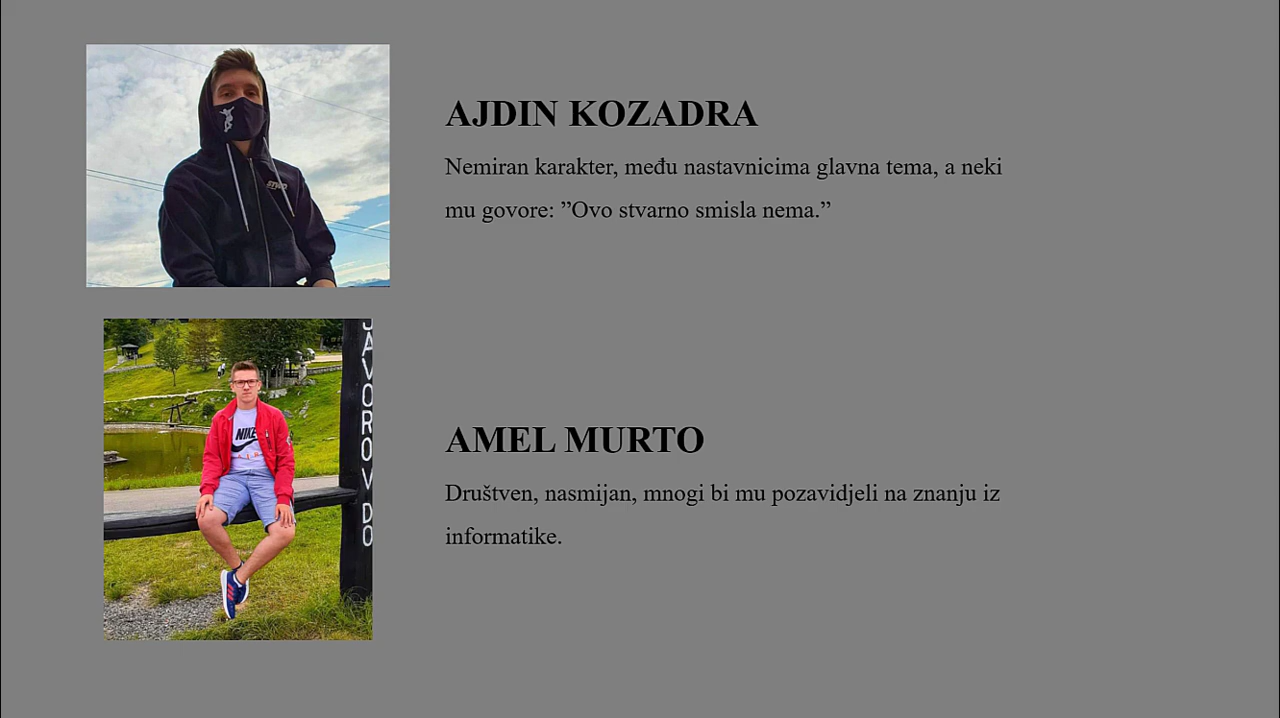 AJDIN KOZADRA
Nemiran karakter, među nastavnicima glavna tema, a neki
mu govore: ”Ovo stvarno smisla nema.”
JAVOROV DO
NIKE
AIR
AMEL MURTO
Društven, nasmijan, mnogi bi mu pozavidjeli na znanju iz
informatike.